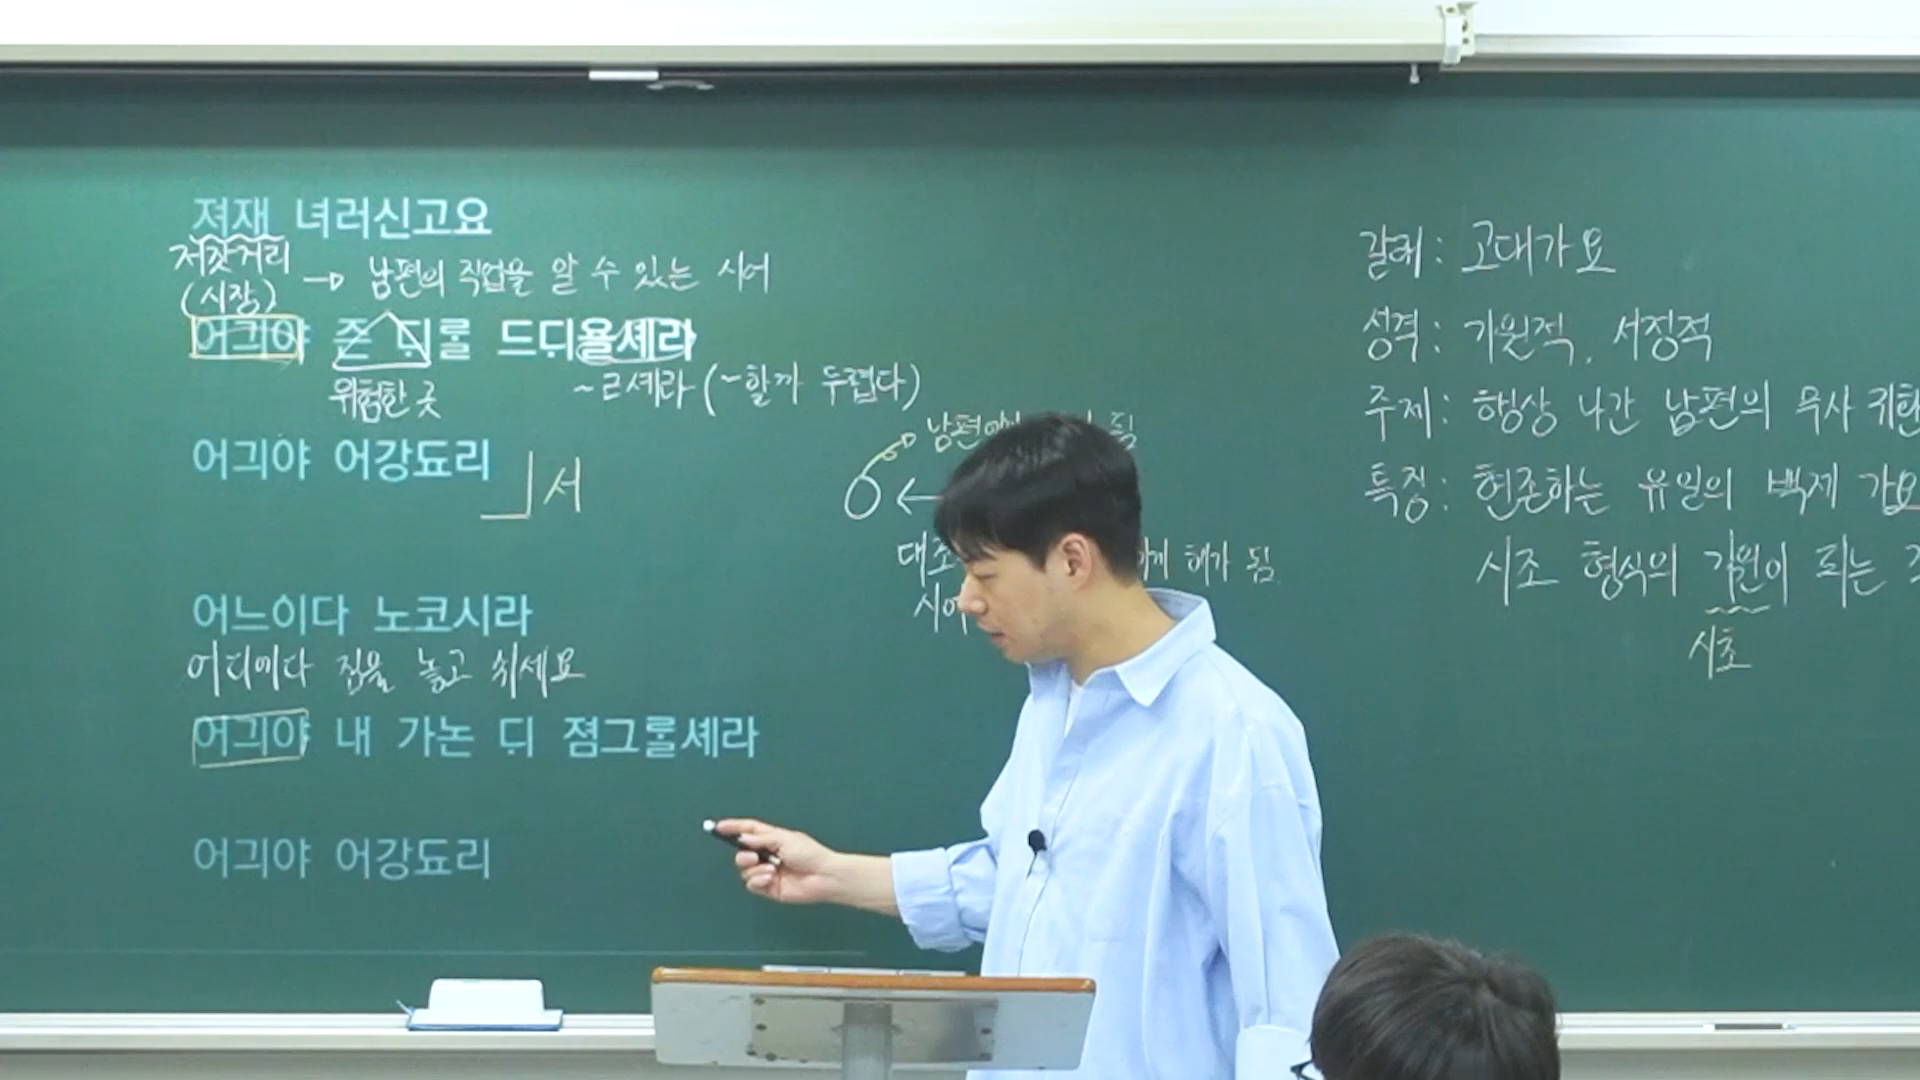 져재 녀러신고요
저잣거리
(시장)
→ 남편의 직업을 알 수 있는 시어
어긔야 즌 ᄃᆡ룰 드ᄃᆡ욜셰라
위험한 곳
~ㄹ셰라 (~할까 두렵다)
어긔야 어강됴리
서
남편에 됨
대조
시어
게 해가 됨
어느이다 노코시라
어디에다 짐을 놓고 쉬세요
어긔야 내 가논 ᄃᆡ 졈그룰셰라
어긔야 어강됴리
갈래 : 고대가요
성격 : 기원적, 서정적
주제 : 행상 나간 남편의 무사 귀환
특징 : 현존하는 유일의 백제 가요
시조 형식의 기원이 되는
시초